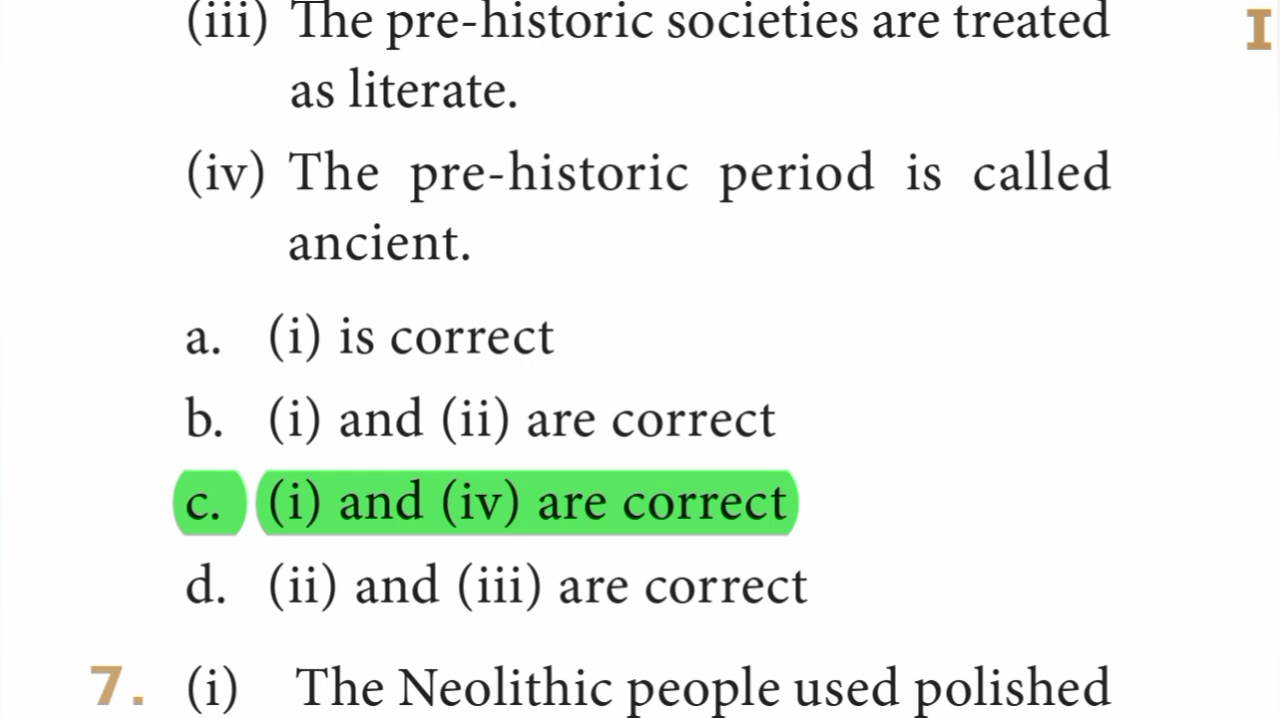 (iii) The pre-historic societies are treated
as literate.
(iv) The pre-historic period is called
ancient.
a. (i) is correct
b. (i) and (ii) are correct
c. (i) and (iv) are correct
d. (ii) and (iii) are correct
7. (i) The Neolithic people used polished
I